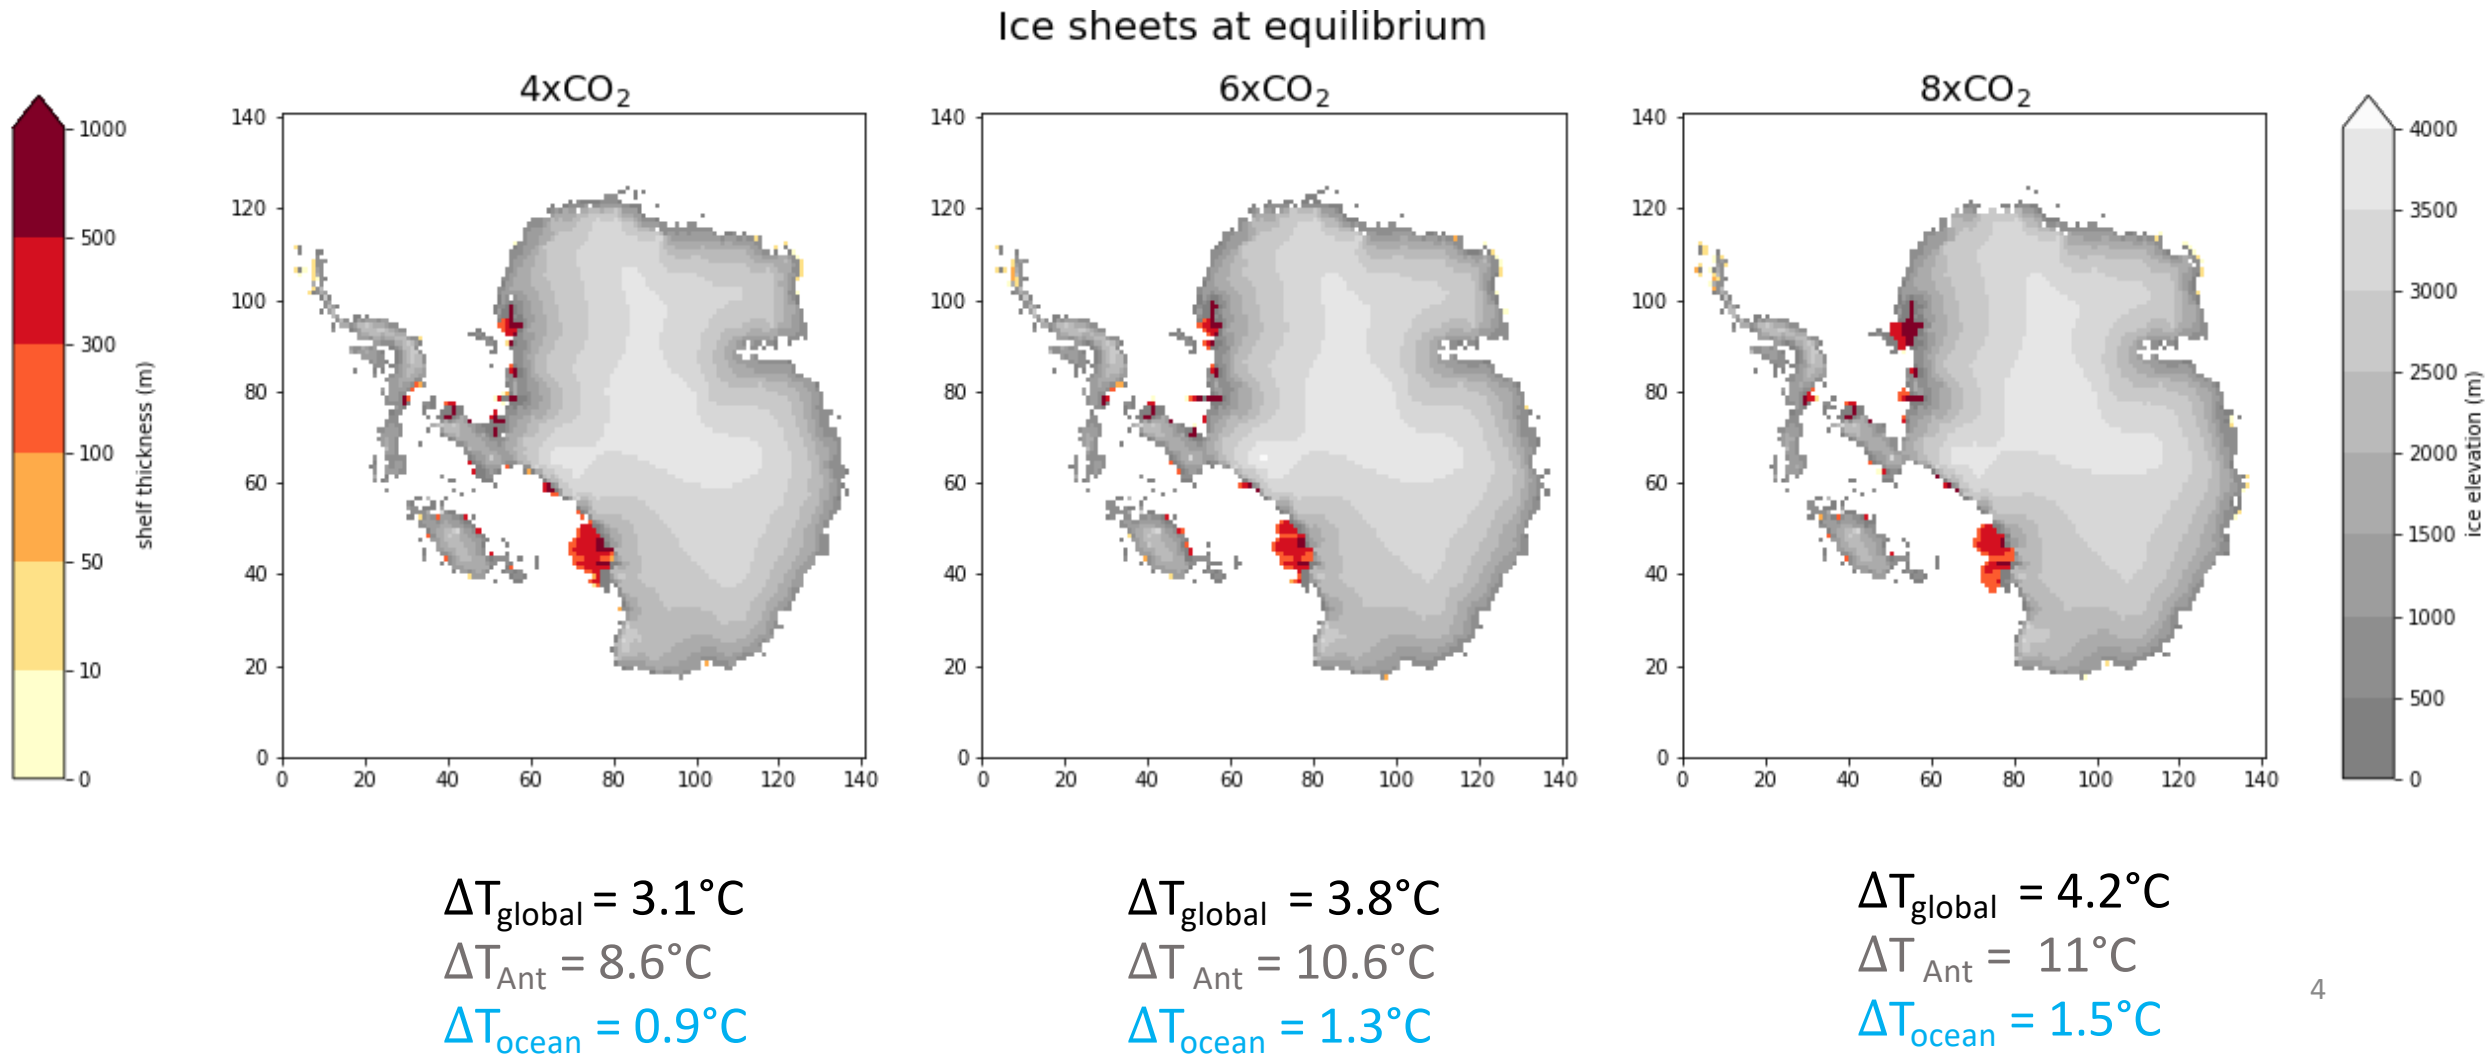 Ice sheets at equilibrium
4xCO₂
6xCO₂
8xCO₂
1000
500
300
100
50
10
0
shelf thickness (m)
140
120
100
80
60
40
20
0
0 20 40 60 80 100 120 140
140
120
100
80
60
40
20
0
0 20 40 60 80 100 120 140
140
120
100
80
60
40
20
0
0 20 40 60 80 100 120 140
4000
3500
3000
2500
2000
1500
1000
500
0
ice elevation (m)
ΔTglobal = 3.1°C
ΔTAnt = 8.6°C
ΔTocean = 0.9°C
ΔTglobal = 3.8°C
ΔT Ant = 10.6°C
ΔTocean = 1.3°C
ΔTglobal = 4.2°C
ΔT Ant = 11°C
ΔTocean = 1.5°C
4